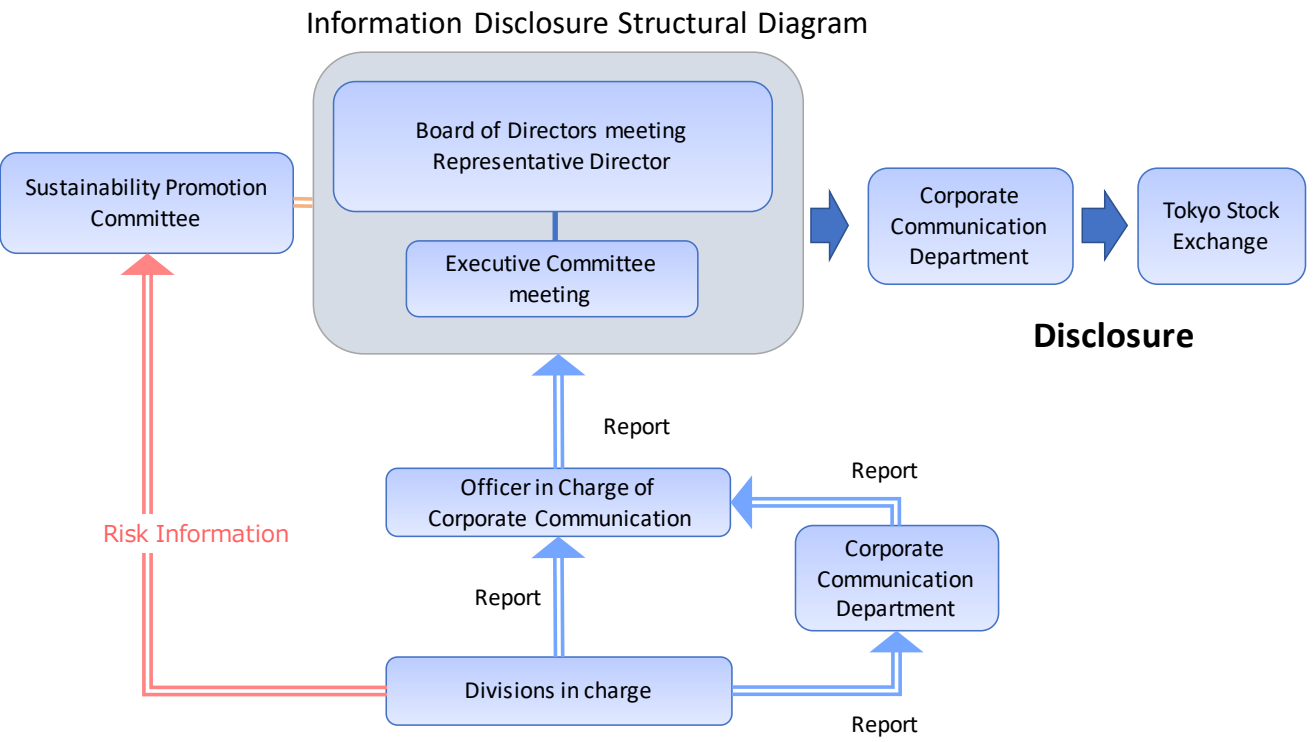 Information Disclosure Structural Diagram
Board of Directors meeting
Representative Director
Sustainability Promotion
Committee
Executive Committee
meeting
Corporate
Communication
Department
Tokyo Stock
Exchange
Disclosure
Report
Officer in Charge of
Corporate Communication
Report
Risk Information
Corporate
Communication
Department
Report
Divisions in charge
Report